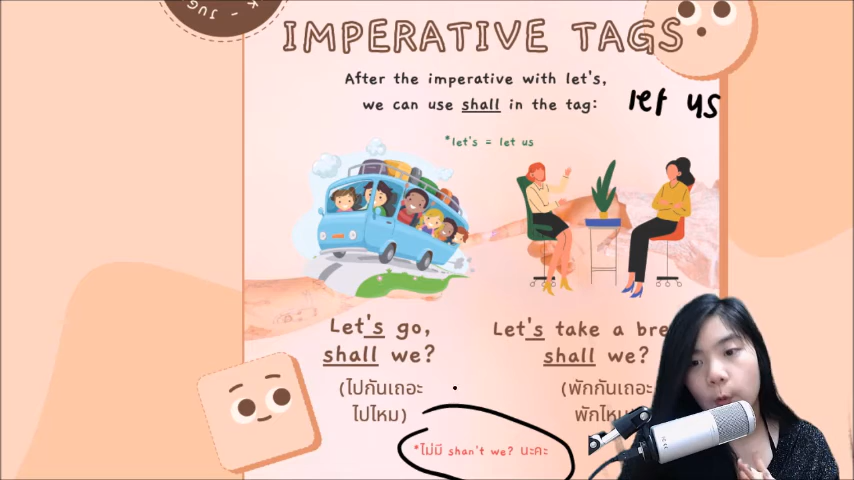 K - JUG
IMPERATIVE TAGS
After the imperative with let's,
we can use shall in the tag:
let us
*let's = let us
Let's go,
shall we?
(ไปกันเถอะ
ไปไหม)
Let's take a bre
shall we?
(พักกันเถอะ
พักไหม
*ไม่มี shan't we? นะคะ